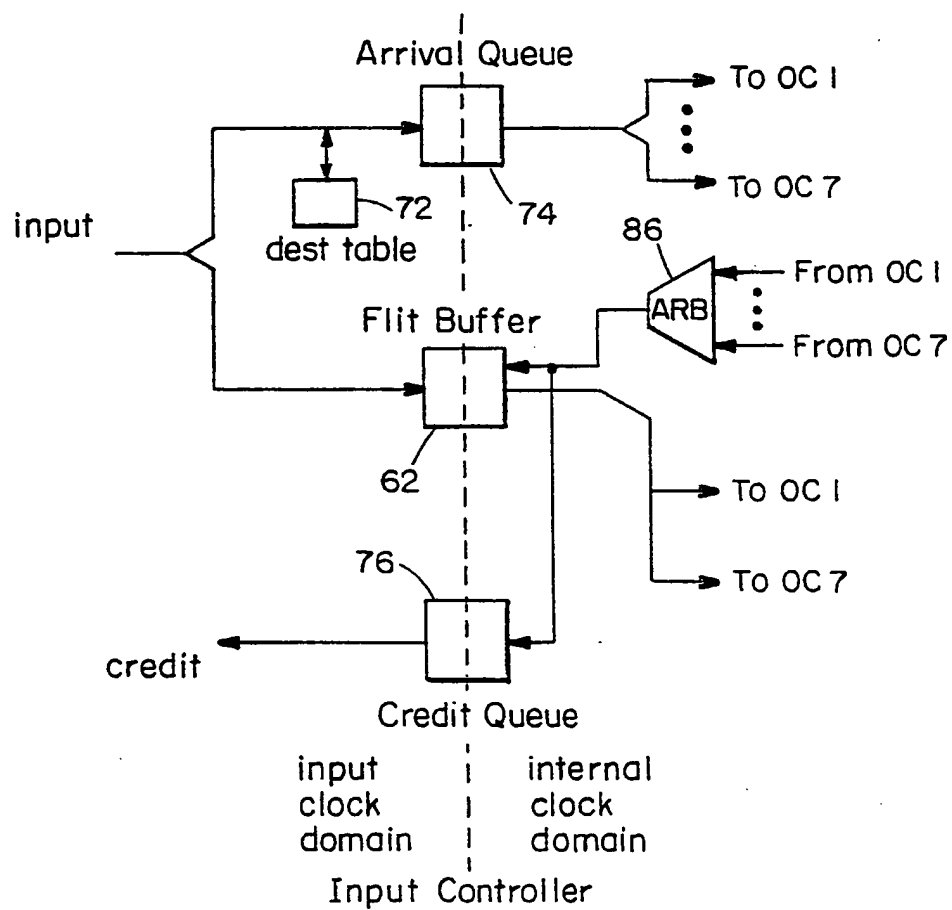 Arrival Queue
To OC 1
To OC 7
72
74
input
dest table
86
ARB
From OC 1
From OC 7
Flit Buffer
62
To OC 1
To OC 7
76
credit
Credit Queue
input
clock
domain
internal
clock
domain
Input Controller